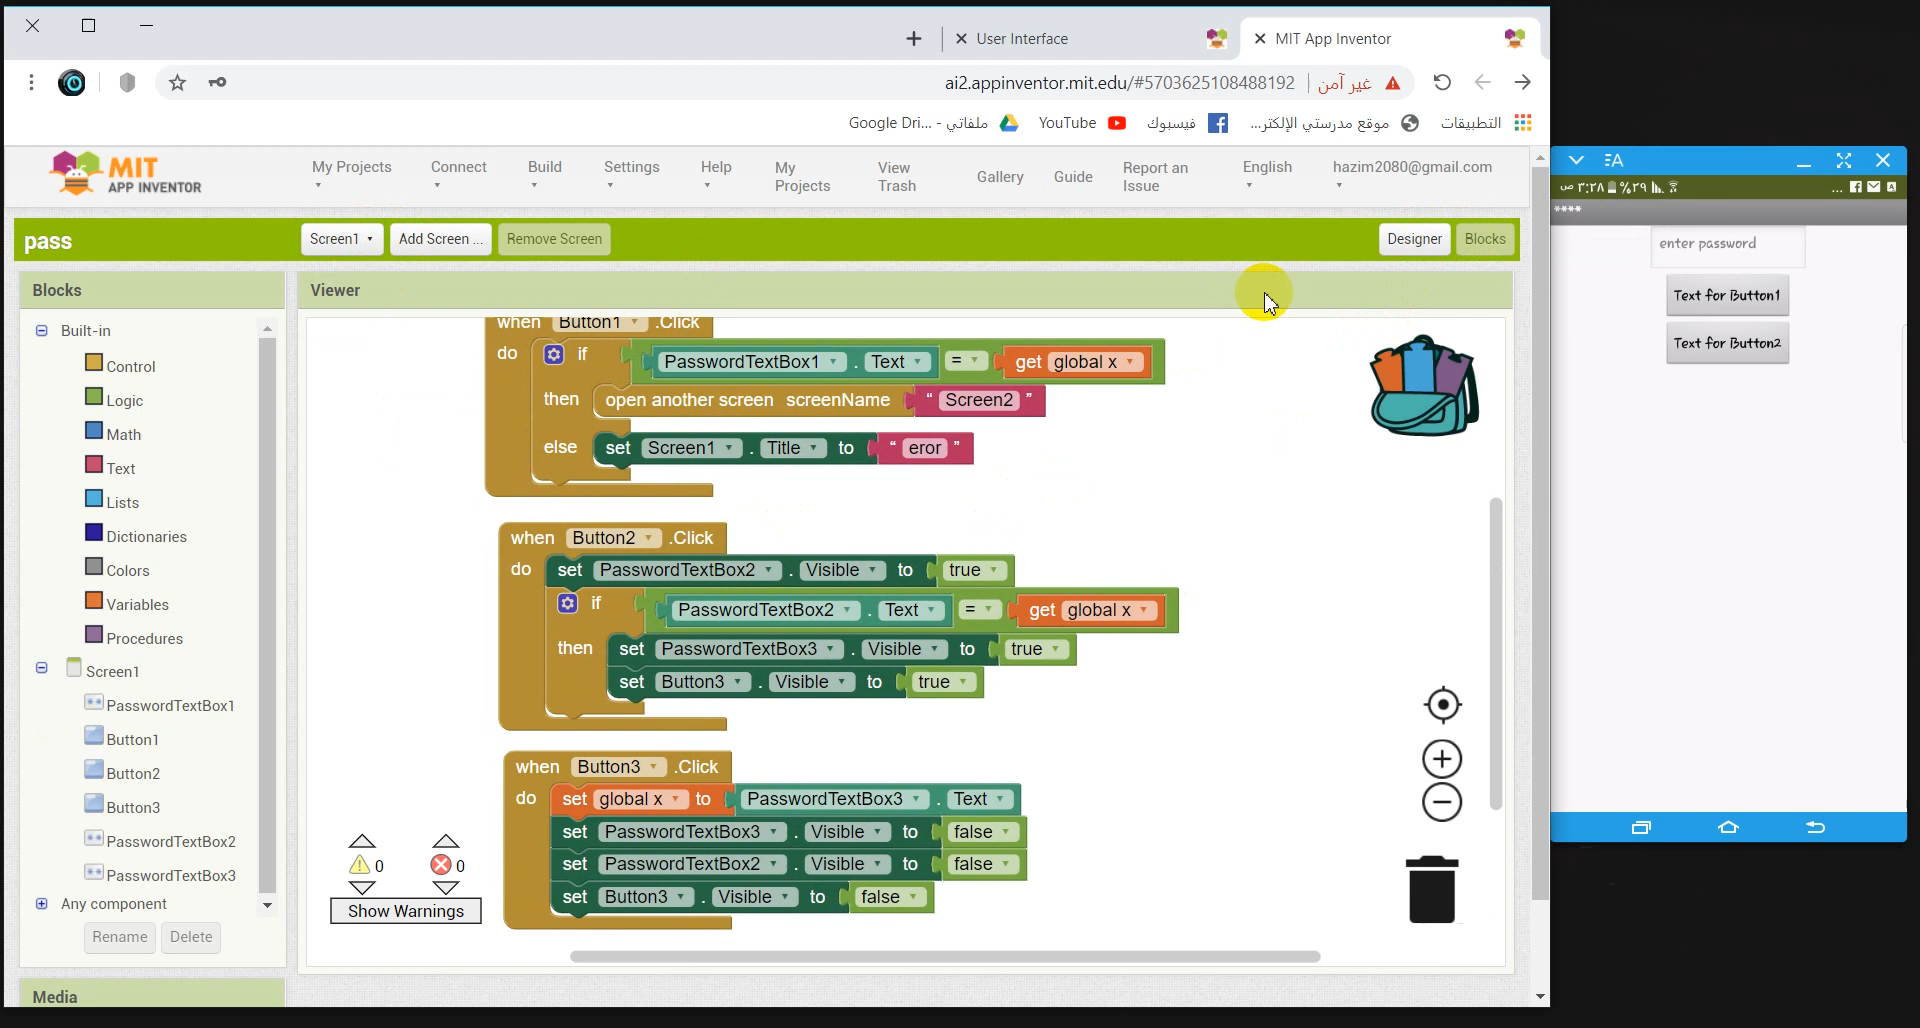 User Interface
MIT App Inventor
ai2.appinventor.mit.edu/#5703625108488192
غير آمن
Google Dri... - ملفاتي
YouTube
فيسبوك
موقع مدرستي الإلكتر...
التطبيقات
MIT
APP INVENTOR
My Projects
Connect
Build
Settings
Help
My Projects
View Trash
Gallery
Guide
Report an Issue
English
hazim2080@gmail.com
pass
Screen1
Add Screen ...
Remove Screen
Designer
Blocks
Blocks
Built-in
Control
Logic
Math
Text
Lists
Dictionaries
Colors
Variables
Procedures
Screen1
PasswordTextBox1
Button1
Button2
Button3
PasswordTextBox2
PasswordTextBox3
Any component
Rename
Delete
Media
Viewer
when Button1 .Click
do if PasswordTextBox1 . Text = get global x
then open another screen screenName " Screen2 "
else set Screen1 . Title to " eror "
when Button2 .Click
do set PasswordTextBox2 . Visible to true
if PasswordTextBox2 . Text = get global x
then set PasswordTextBox3 . Visible to true
set Button3 . Visible to true
when Button3 .Click
do set global x to PasswordTextBox3 . Text
set PasswordTextBox3 . Visible to false
set PasswordTextBox2 . Visible to false
set Button3 . Visible to false
0
0
Show Warnings
ص ٣:٢٨
%٢٩
...
****
enter password
Text for Button1
Text for Button2